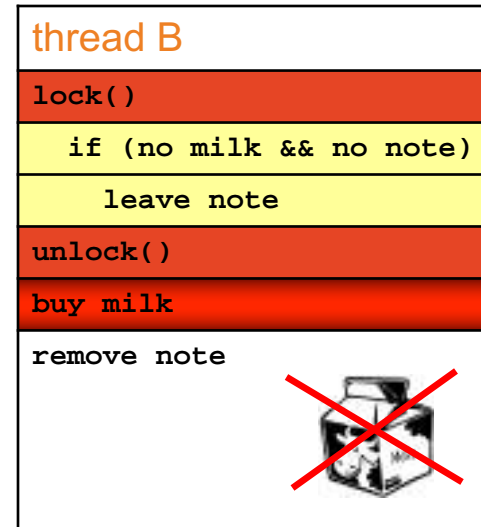 thread B
lock()
if (no milk && no note)
leave note
unlock()
buy milk
remove note